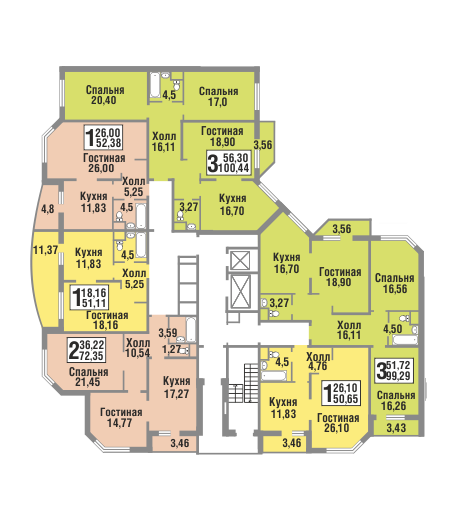 Спальня
20,40
4,5
Спальня
17,0
1 26,00
52,38
Гостиная
26,00
Холл
16,11
Гостиная
18,90
3 56,30
100,44
3,56
Холл
5,25
Кухня
11,83
4,8
4,5
3,27
Кухня
16,70
11,37
Кухня
11,83
4,5
Холл
5,25
1 18,16
51,11
Гостиная
18,16
3,56
Кухня
16,70
Гостиная
18,90
Спальня
16,56
3,27
Холл
16,11
4,50
2 36,22
72,35
Спальня
21,45
Холл
10,54
3,59
1,27
Кухня
17,27
Гостиная
14,77
3,46
4,5
Холл
4,76
Кухня
11,83
1 26,10
50,65
Гостиная
26,10
3,46
3 51,72
99,29
Спальня
16,26
3,43